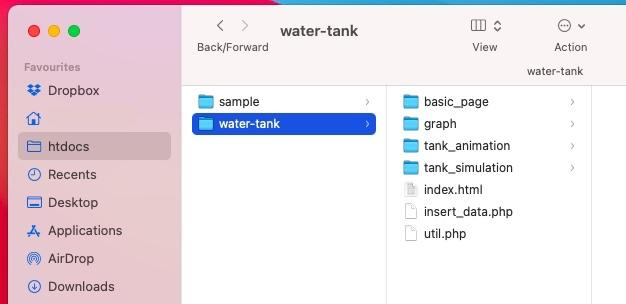 water-tank
Back/Forward
View
Action
water-tank
Favourites
Dropbox
htdocs
Recents
Desktop
Applications
AirDrop
Downloads
sample
water-tank
basic_page
graph
tank_animation
tank_simulation
index.html
insert_data.php
util.php